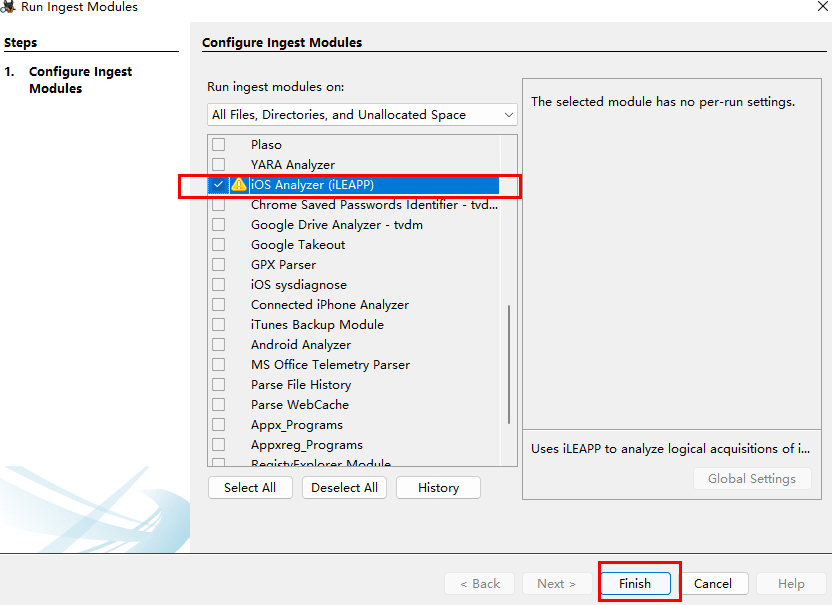 Run Ingest Modules
Steps
1. Configure Ingest
Modules
Configure Ingest Modules
Run ingest modules on:
All Files, Directories, and Unallocated Space
Plaso
YARA Analyzer
iOS Analyzer (iLEAPP)
Chrome Saved Passwords Identifier - tvd...
Google Drive Analyzer - tvdm
Google Takeout
GPX Parser
iOS sysdiagnose
Connected iPhone Analyzer
iTunes Backup Module
Android Analyzer
MS Office Telemetry Parser
Parse File History
Parse WebCache
Appx_Programs
Appxreg_Programs
RegistyExplorer Module
Select All
Deselect All
History
The selected module has no per-run settings.
Uses iLEAPP to analyze logical acquisitions of i...
Global Settings
< Back
Next >
Finish
Cancel
Help